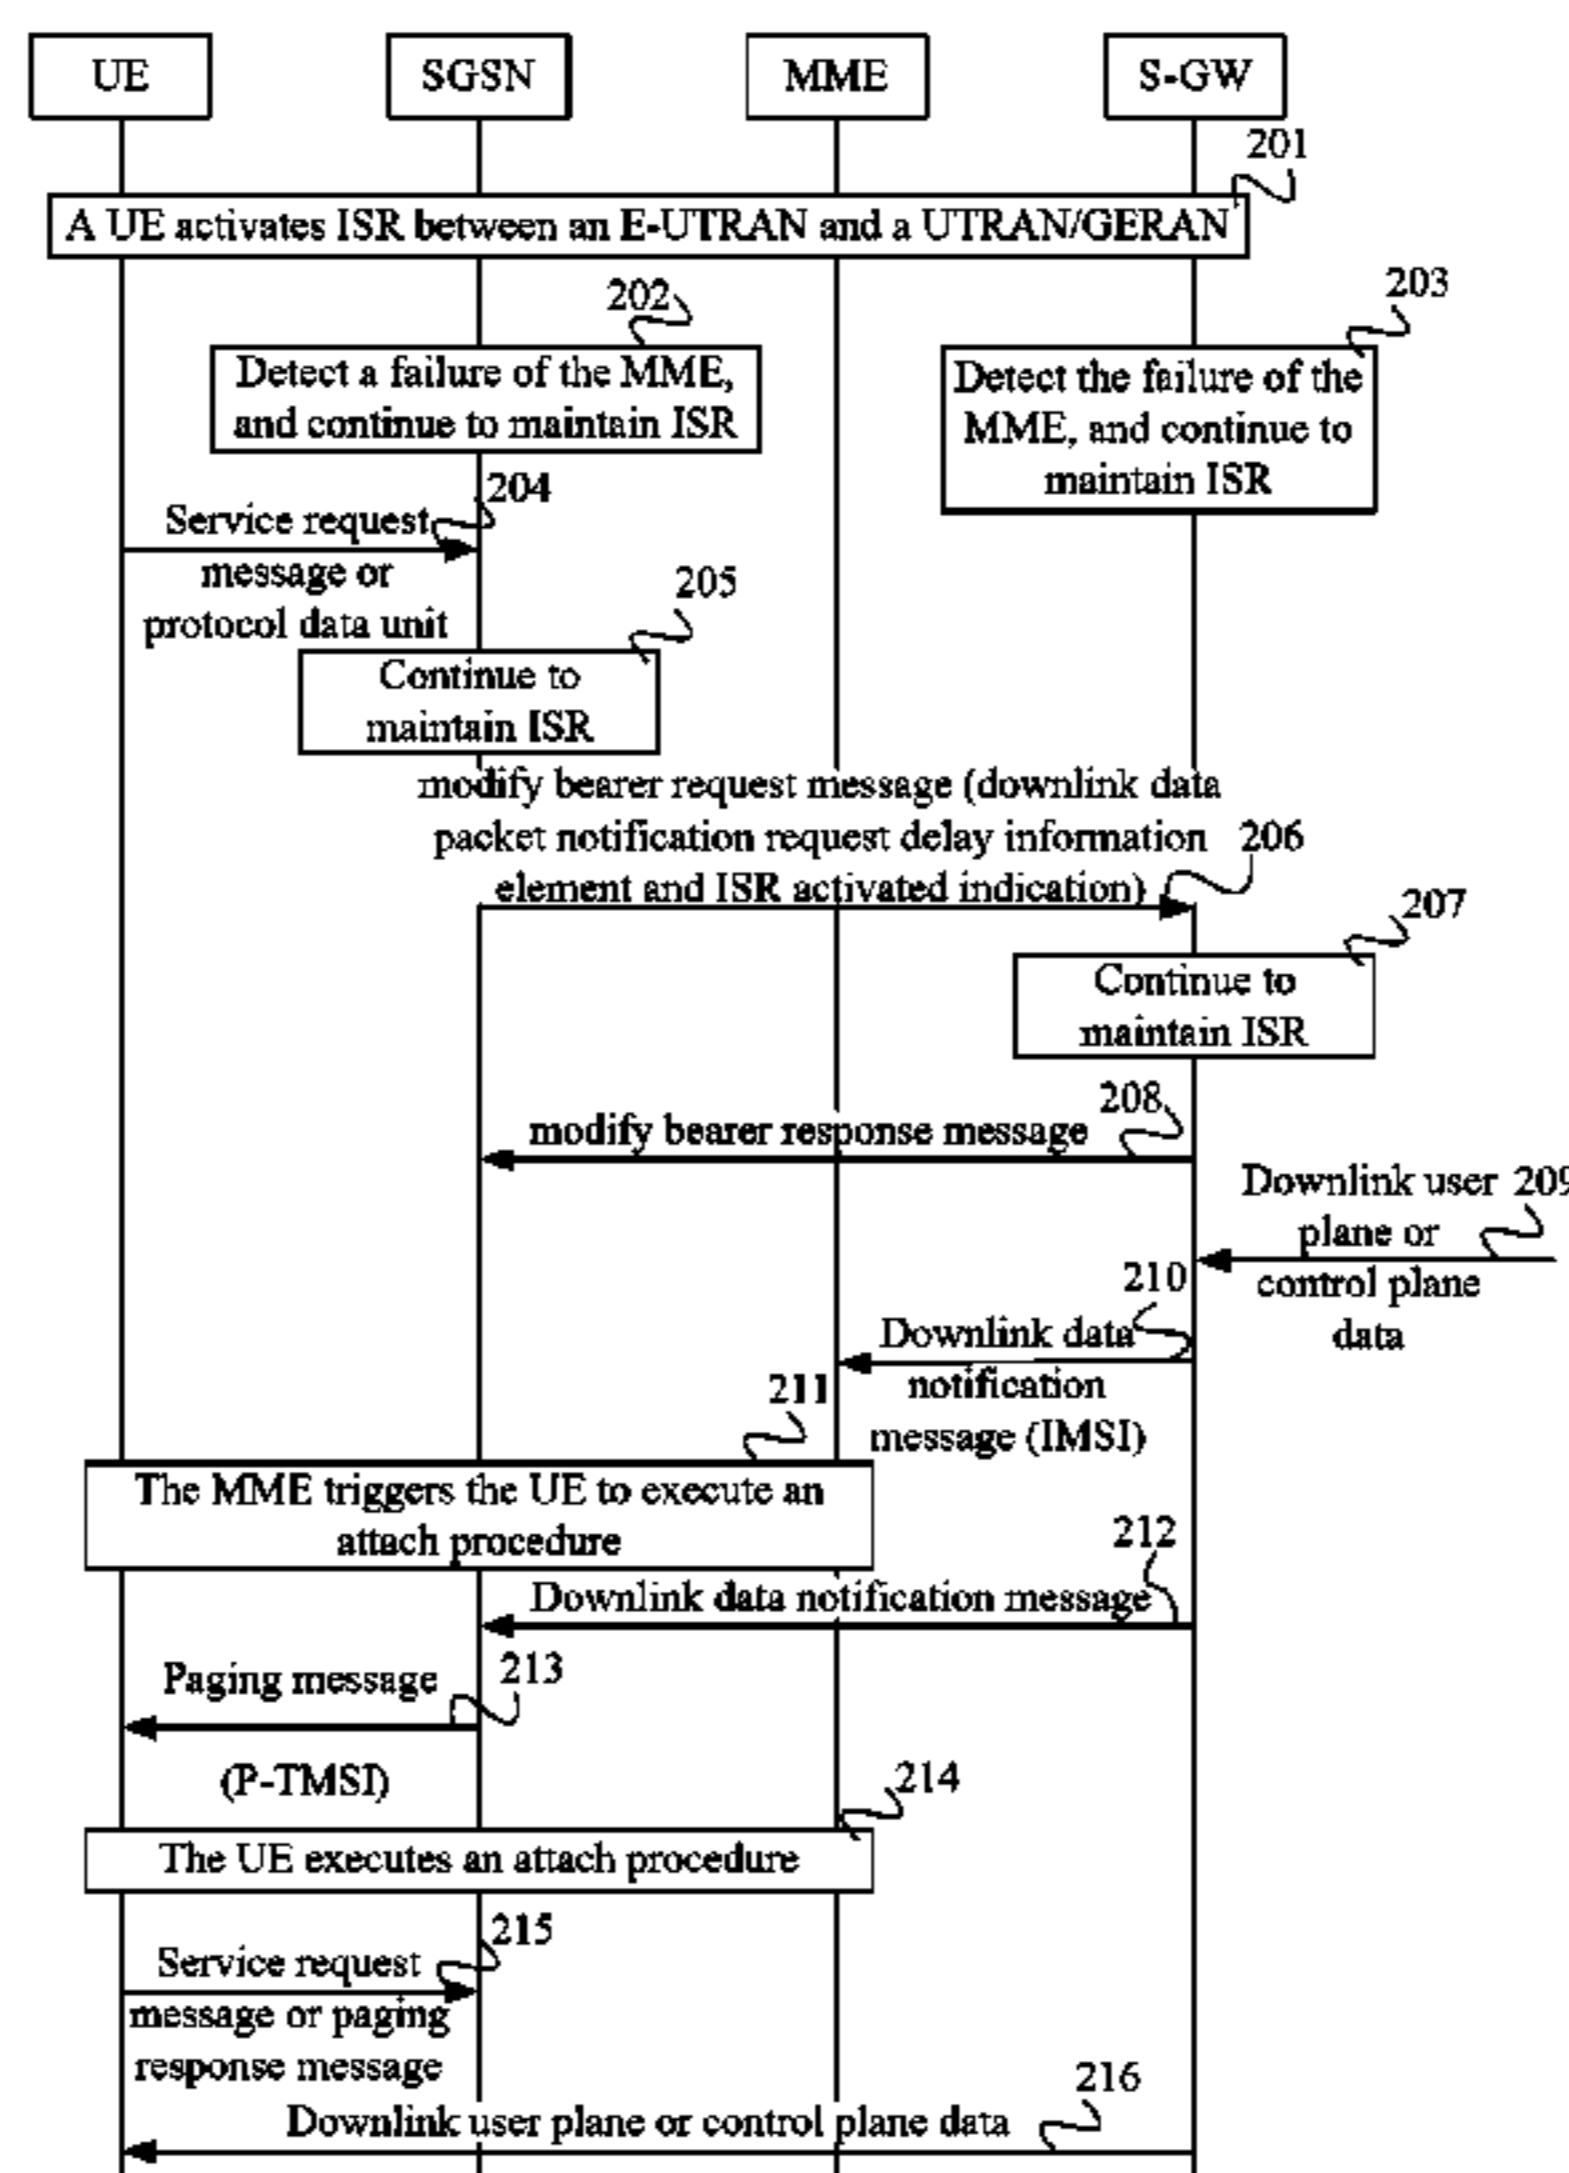 UE
SGSN
MME
S-GW
201
A UE activates ISR between an E-UTRAN and a UTRAN/GERAN
202
203
Detect a failure of the MME,
and continue to maintain ISR
Detect the failure of the
MME, and continue to
maintain ISR
204
Service request
message or
protocol data unit
205
Continue to
maintain ISR
modify bearer request message (downlink data
packet notification request delay information
element and ISR activated indication)
206
207
Continue to
maintain ISR
208
modify bearer response message
Downlink user
plane or
control plane
data
209
210
Downlink data
notification
message (IMSI)
211
The MME triggers the UE to execute an
attach procedure
212
Downlink data notification message
213
Paging message
(P-TMSI)
214
The UE executes an attach procedure
215
Service request
message or paging
response message
216
Downlink user plane or control plane data